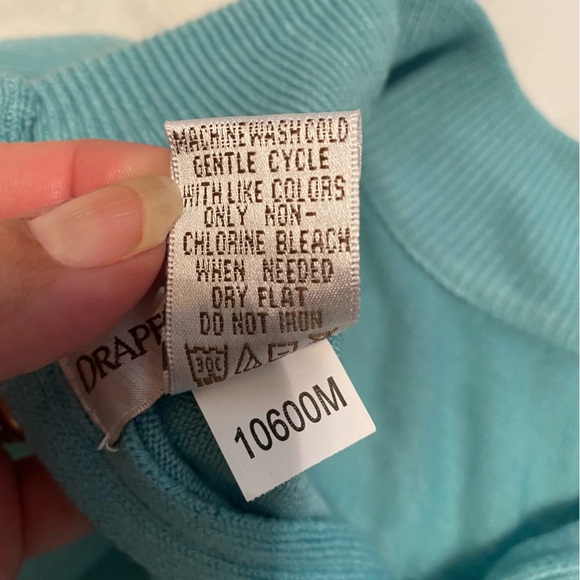 MACHINE WASH COLD
GENTLE CYCLE
WITH LIKE COLORS
ONLY NON-
CHLORINE BLEACH
WHEN NEEDED
DRY FLAT
DO NOT IRON
30C
DRAPE
10600M